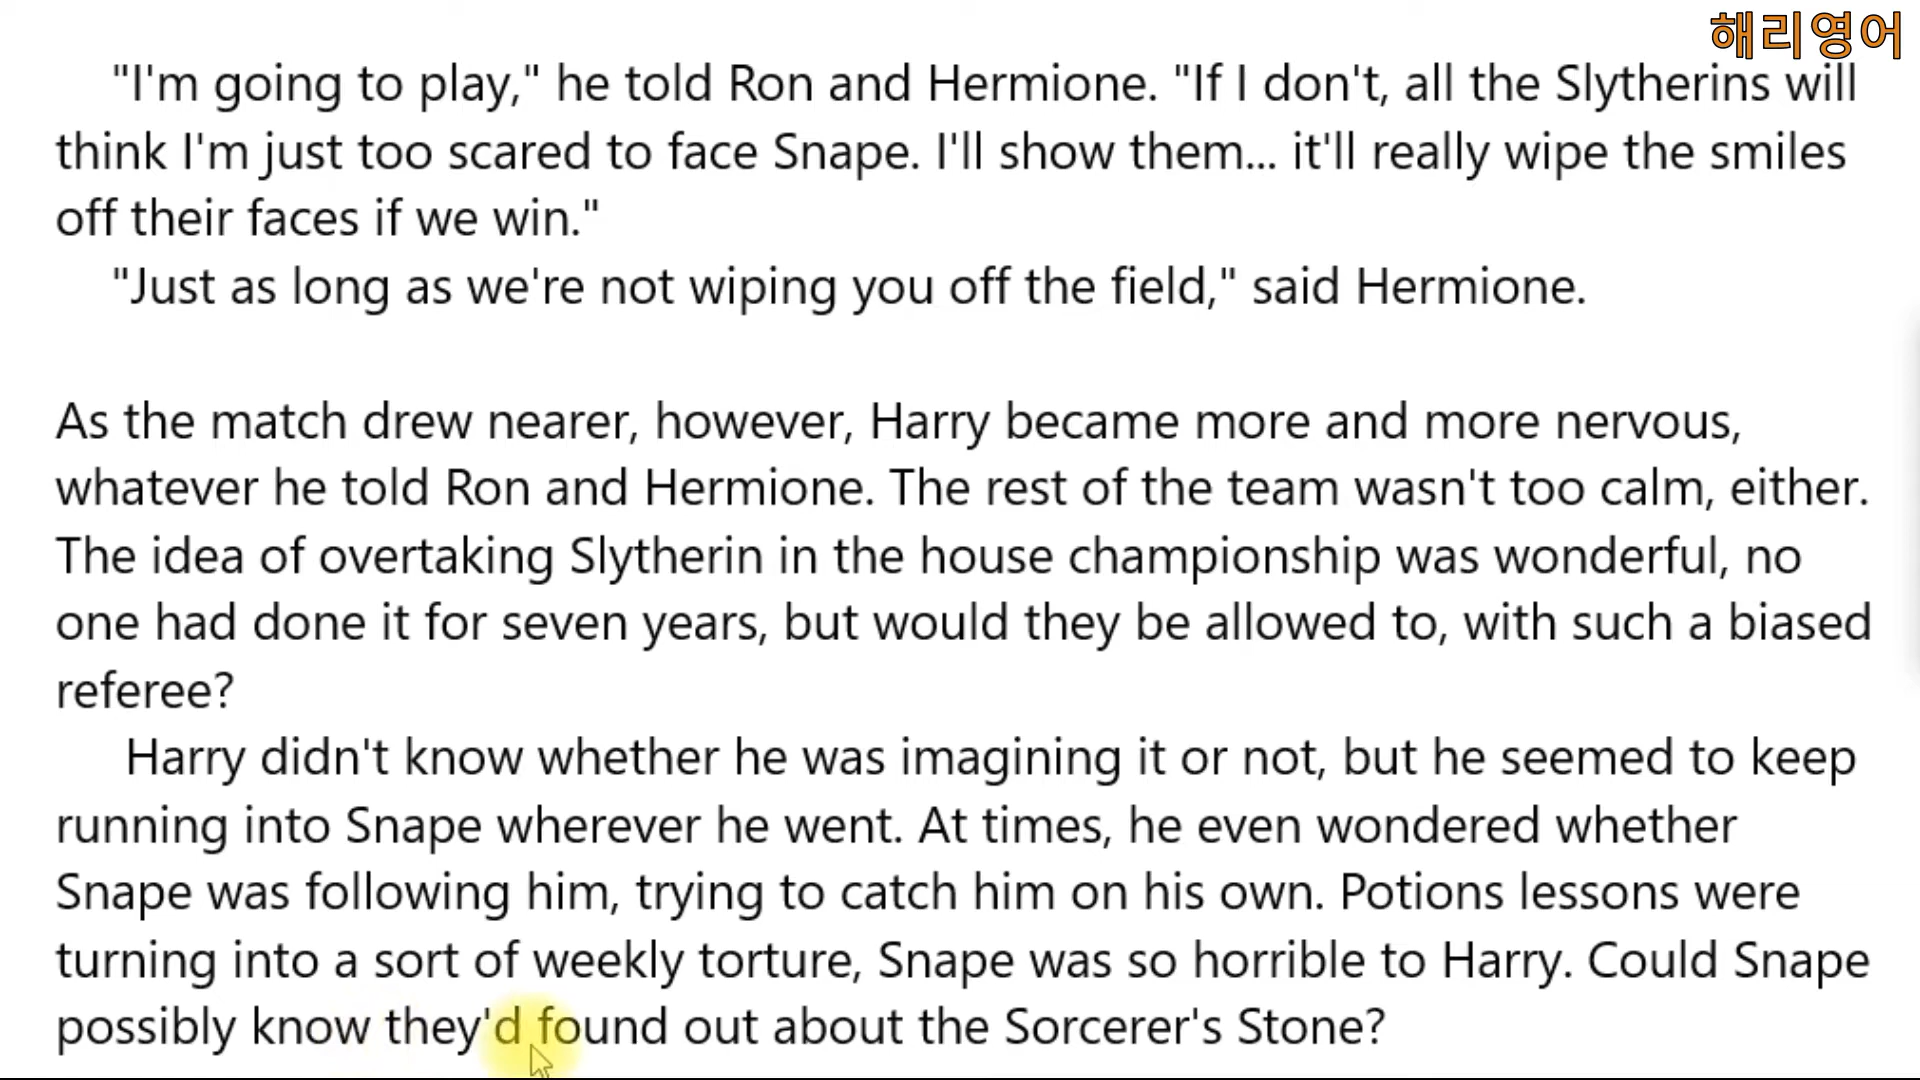 해리영어
"I'm going to play," he told Ron and Hermione. "If I don't, all the Slytherins will
think I'm just too scared to face Snape. I'll show them... it'll really wipe the smiles
off their faces if we win."
"Just as long as we're not wiping you off the field," said Hermione.
As the match drew nearer, however, Harry became more and more nervous,
whatever he told Ron and Hermione. The rest of the team wasn't too calm, either.
The idea of overtaking Slytherin in the house championship was wonderful, no
one had done it for seven years, but would they be allowed to, with such a biased
referee?
Harry didn't know whether he was imagining it or not, but he seemed to keep
running into Snape wherever he went. At times, he even wondered whether
Snape was following him, trying to catch him on his own. Potions lessons were
turning into a sort of weekly torture, Snape was so horrible to Harry. Could Snape
possibly know they'd found out about the Sorcerer's Stone?